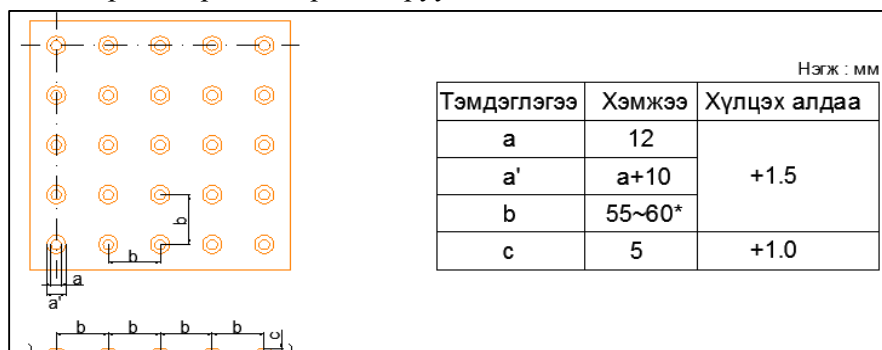 Нэгж : мм
Тэмдэглэгээ Хэмжээ Хүлцэх алдаа
a 12 +1.5
a' a+10
b 55~60*
c 5 +1.0
b
b
a
a'
b b b b c